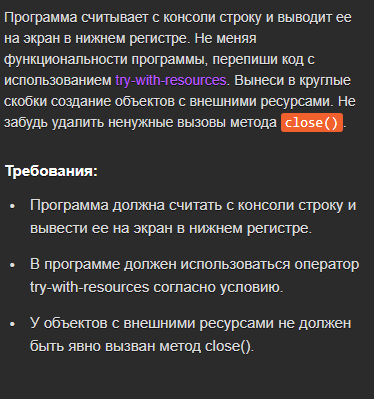 Программа считывает с консоли строку и выводит ее
на экран в нижнем регистре. Не меняя
функциональности программы, перепиши код с
использованием try-with-resources. Вынеси в круглые
скобки создание объектов с внешними ресурсами. Не
забудь удалить ненужные вызовы метода close().
Требования:
• Программа должна считать с консоли строку и
вывести ее на экран в нижнем регистре.
• В программе должен использоваться оператор
try-with-resources согласно условию.
• У объектов с внешними ресурсами не должен
быть явно вызван метод close().